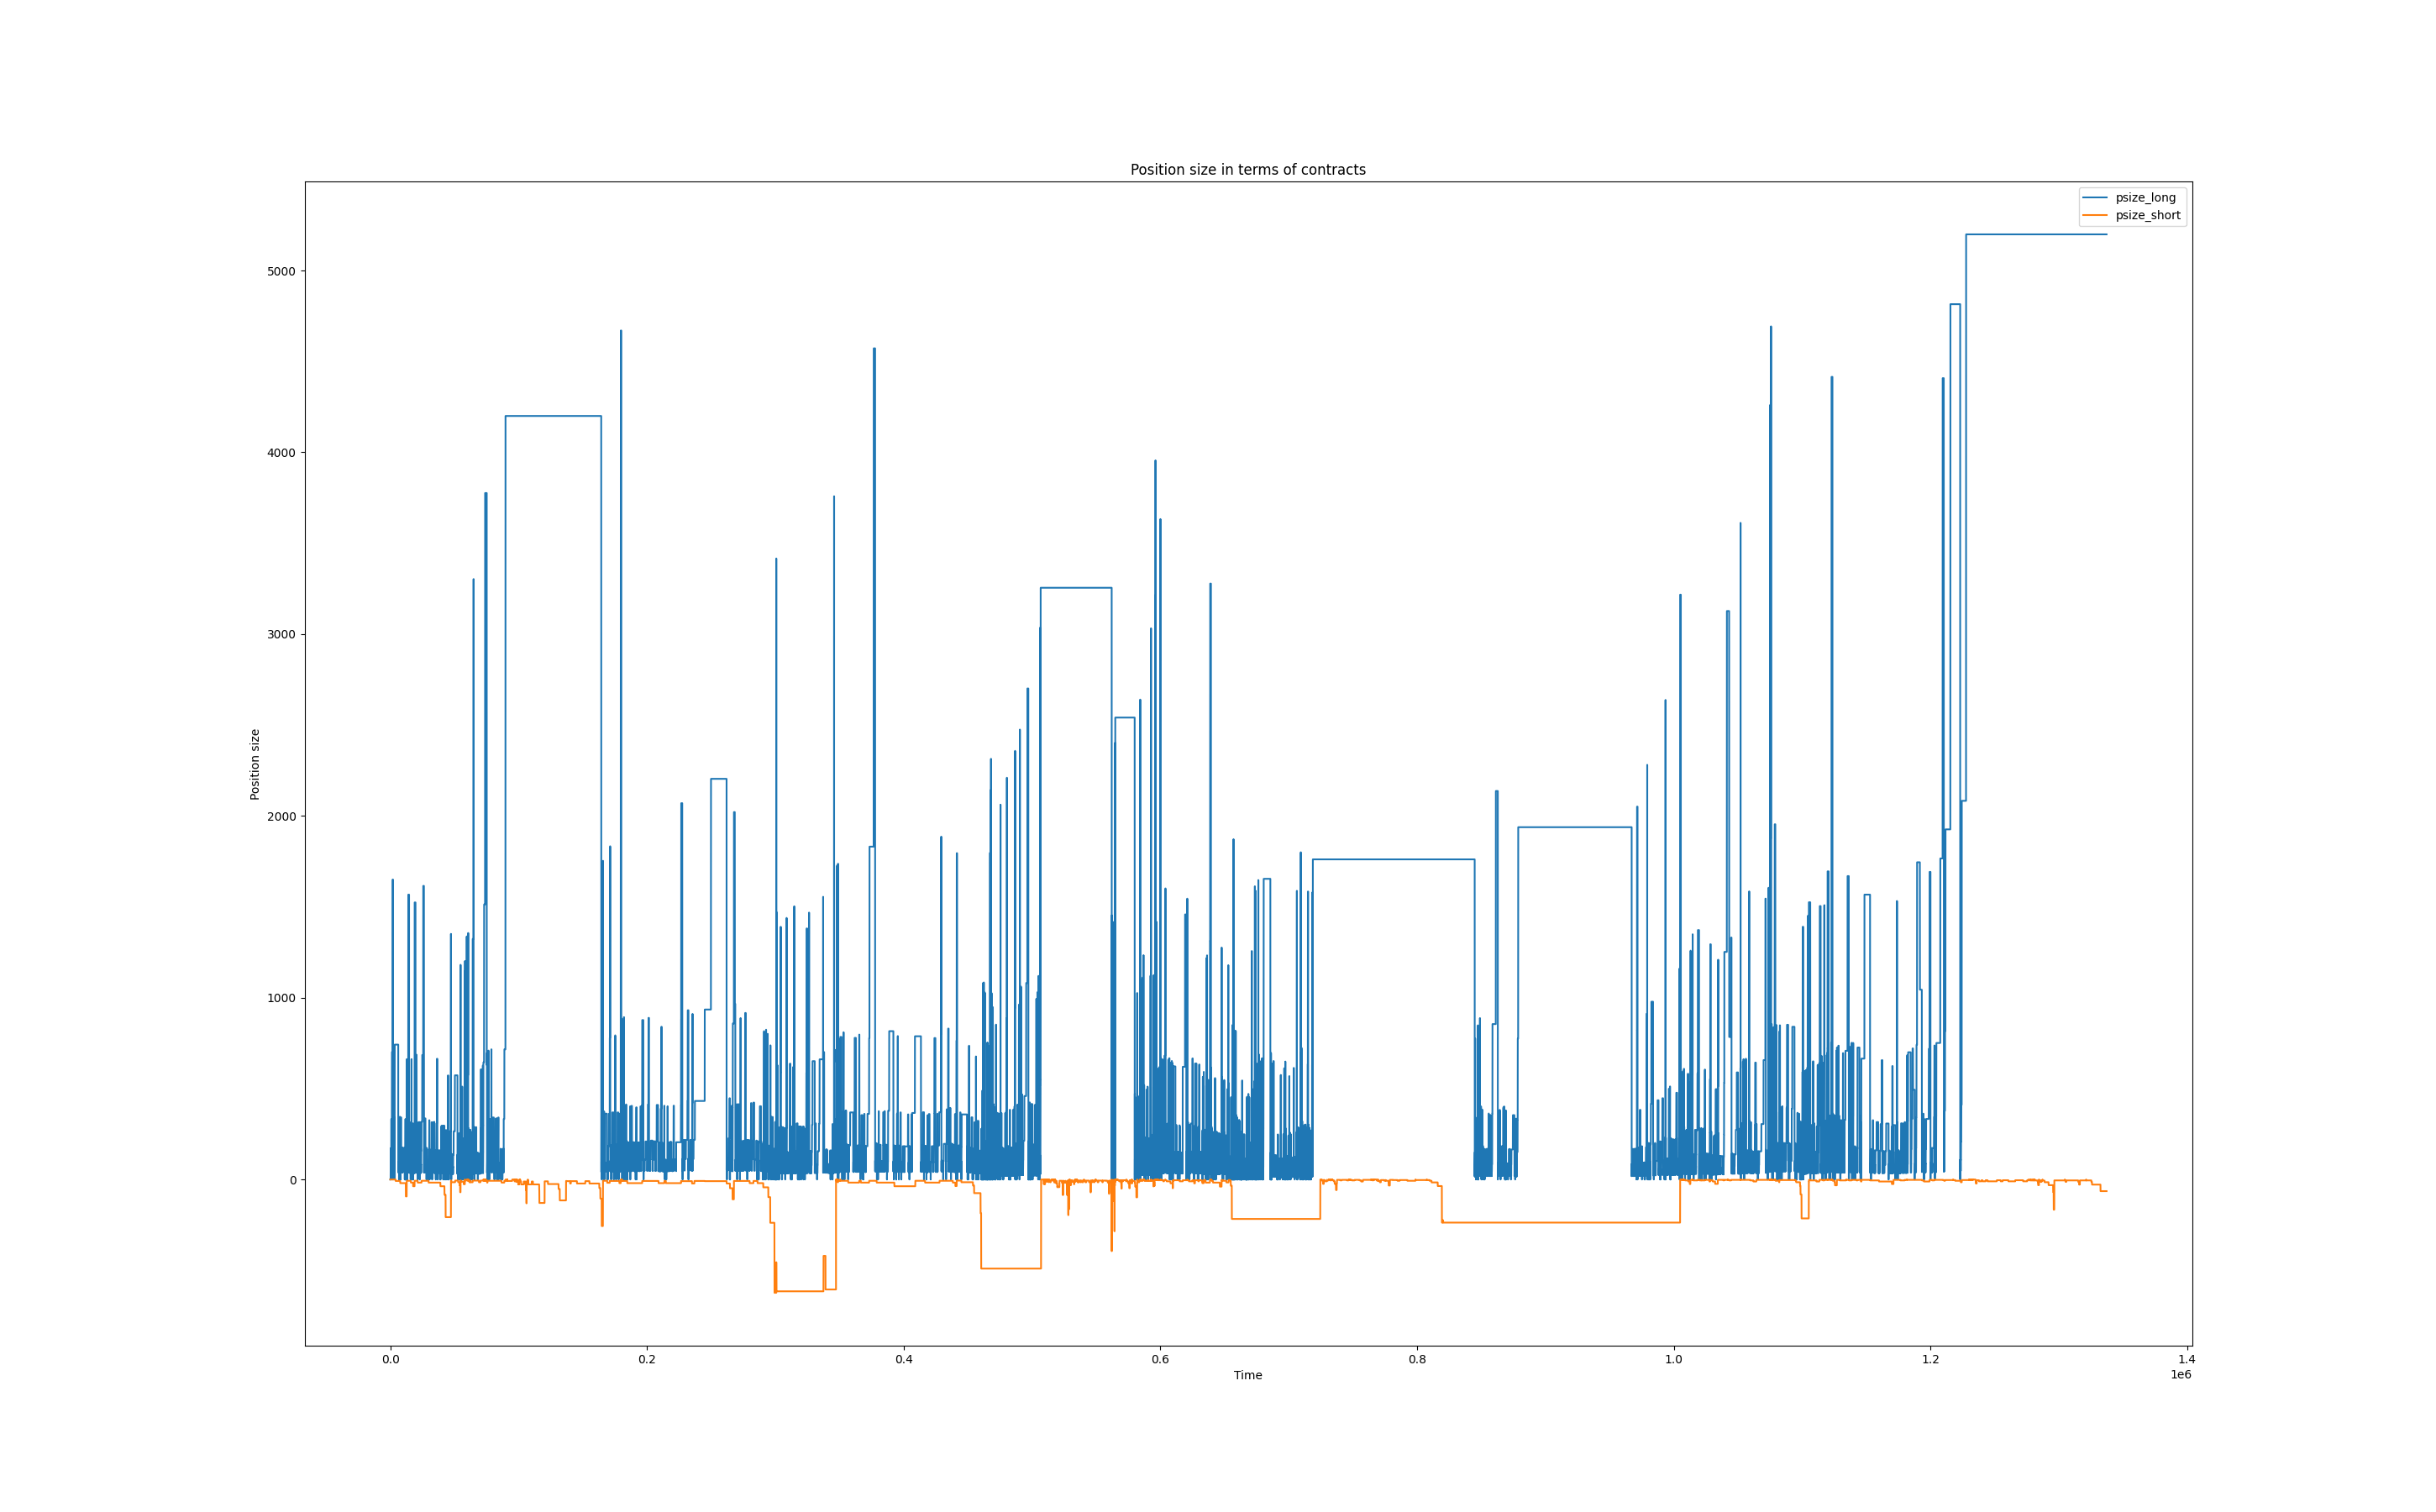 Position size in terms of contracts
psize_long
psize_short
5000
4000
3000
2000
1000
0
Position size
0.0 0.2 0.4 0.6 0.8 1.0 1.2 1.4
1e6
Time